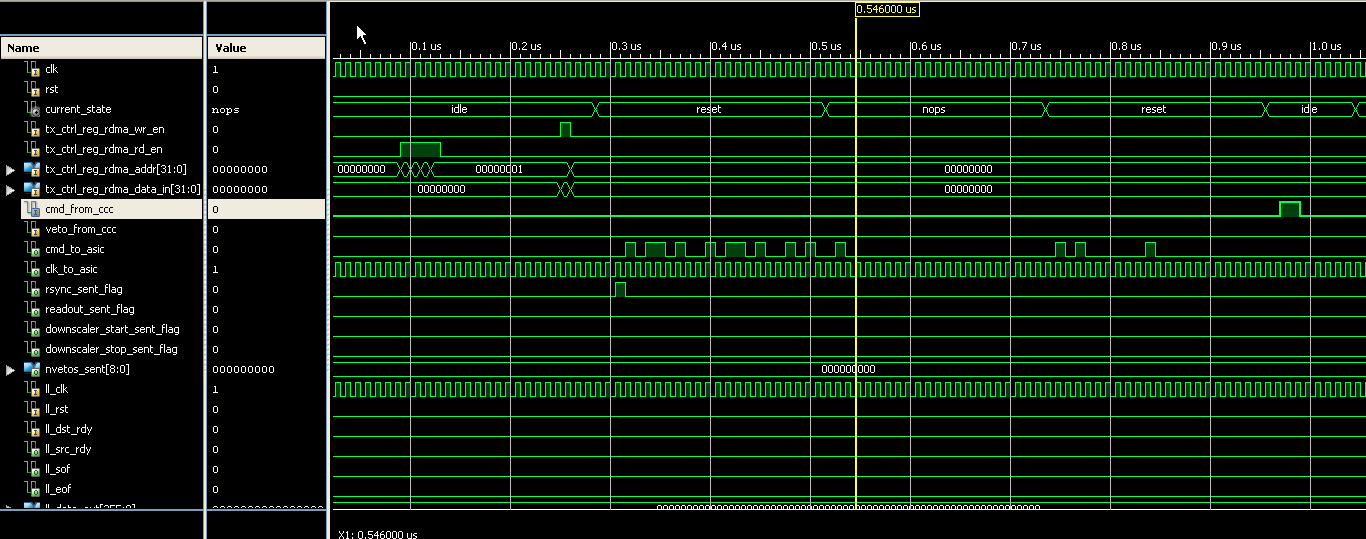 0.546000 us
Name Value
0.1 us 0.2 us 0.3 us 0.4 us 0.5 us 0.6 us 0.7 us 0.8 us 0.9 us 1.0 us
clk 1
rst 0
current_state nops idle reset nops reset idle
tx_ctrl_reg_rdma_wr_en 0
tx_ctrl_reg_rdma_rd_en 0
tx_ctrl_reg_rdma_addr[31:0] 00000000 00000000 00000001 00000000
tx_ctrl_reg_rdma_data_in[31:0] 00000000 00000000 00000000
cmd_from_ccc 0
veto_from_ccc 0
cmd_to_asic 0
clk_to_asic 1
rsync_sent_flag 0
readout_sent_flag 0
downscaler_start_sent_flag 0
downscaler_stop_sent_flag 0
nvetos_sent[8:0] 000000000 000000000
ll_clk 1
ll_rst 0
ll_dst_rdy 0
ll_src_rdy 0
ll_sof 0
ll_eof 0
X1: 0.546000 us